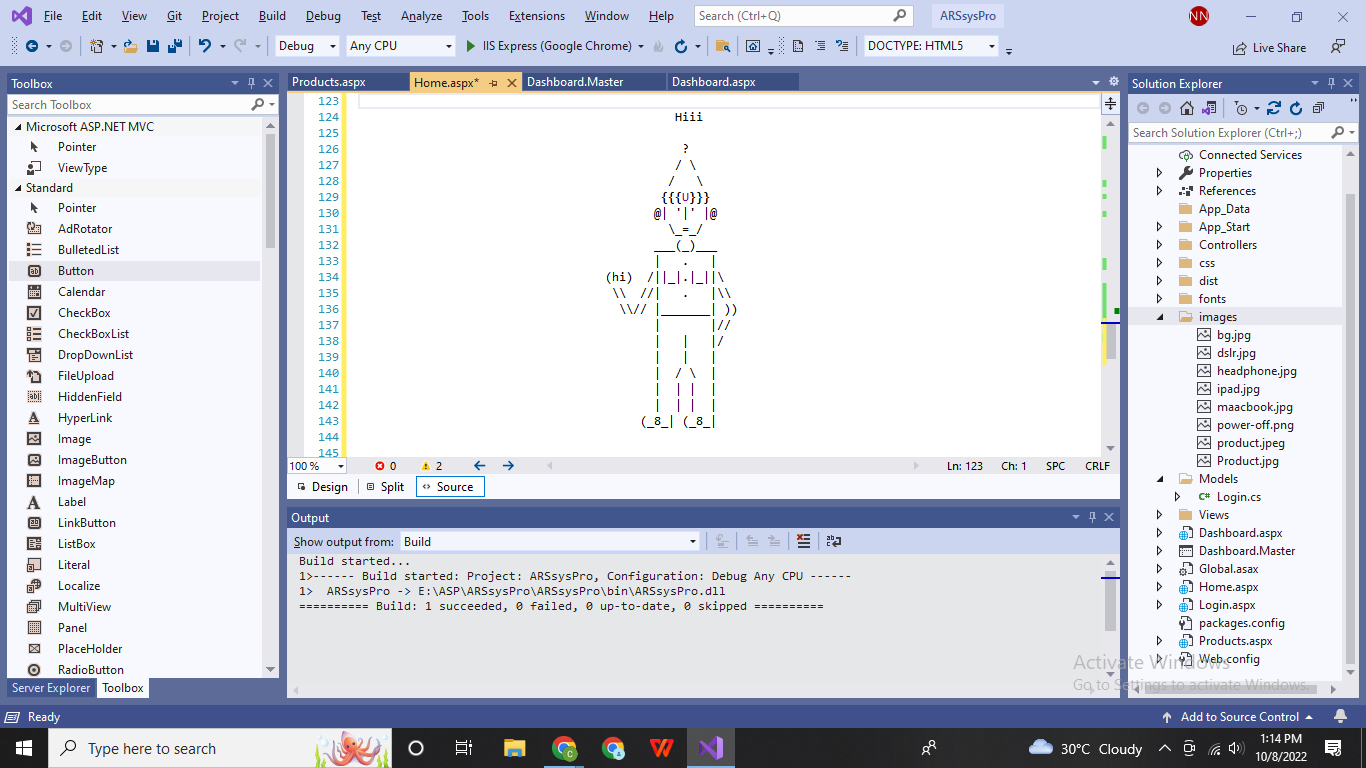 File Edit View Git Project Build Debug Test Analyze Tools Extensions Window Help Search (Ctrl+Q) ARSsysPro NN
Debug Any CPU IIS Express (Google Chrome) DOCTYPE: HTML5 Live Share
Toolbox
Search Toolbox
Microsoft ASP.NET MVC
Pointer
ViewType
Standard
Pointer
AdRotator
BulletedList
Button
Calendar
CheckBox
CheckBoxList
DropDownList
FileUpload
HiddenField
HyperLink
Image
ImageButton
ImageMap
Label
LinkButton
ListBox
Literal
Localize
MultiView
Panel
PlaceHolder
RadioButton
Server Explorer Toolbox
Products.aspx Home.aspx* Dashboard.Master Dashboard.aspx
123
124 Hiii
125
126 ?
127 / \
128 /   \
129 {{{U}}}
130 @| '|' |@
131 \_=_/
132 ___(_)___
133 |   .   |
134 (hi)  /||_|.|_||\
135 \\  //|   .   |\\
136 \\// |_______| ))
137 |       |//
138 |   |   |/
139 |   |   |
140 |  / \  |
141 |  | |  |
142 |  | |  |
143 (_8_| (_8_|
144
145
100 % 0 2 Ln: 123 Ch: 1 SPC CRLF
Design Split Source
Output
Show output from: Build
Build started...
1>------ Build started: Project: ARSsysPro, Configuration: Debug Any CPU ------
1>  ARSsysPro -> E:\ASP\ARSsysPro\ARSsysPro\bin\ARSsysPro.dll
========== Build: 1 succeeded, 0 failed, 0 up-to-date, 0 skipped ==========
Solution Explorer
Search Solution Explorer (Ctrl+;)
Connected Services
Properties
References
App_Data
App_Start
Controllers
css
dist
fonts
images
bg.jpg
dslr.jpg
headphone.jpg
ipad.jpg
maacbook.jpg
power-off.png
product.jpeg
Product.jpg
Models
C# Login.cs
Views
Dashboard.aspx
Dashboard.Master
Global.asax
Home.aspx
Login.aspx
packages.config
Products.aspx
Web.config
Activate Windows
Go to Settings to activate Windows.
Ready Add to Source Control
Type here to search 30°C Cloudy 1:14 PM
10/8/2022